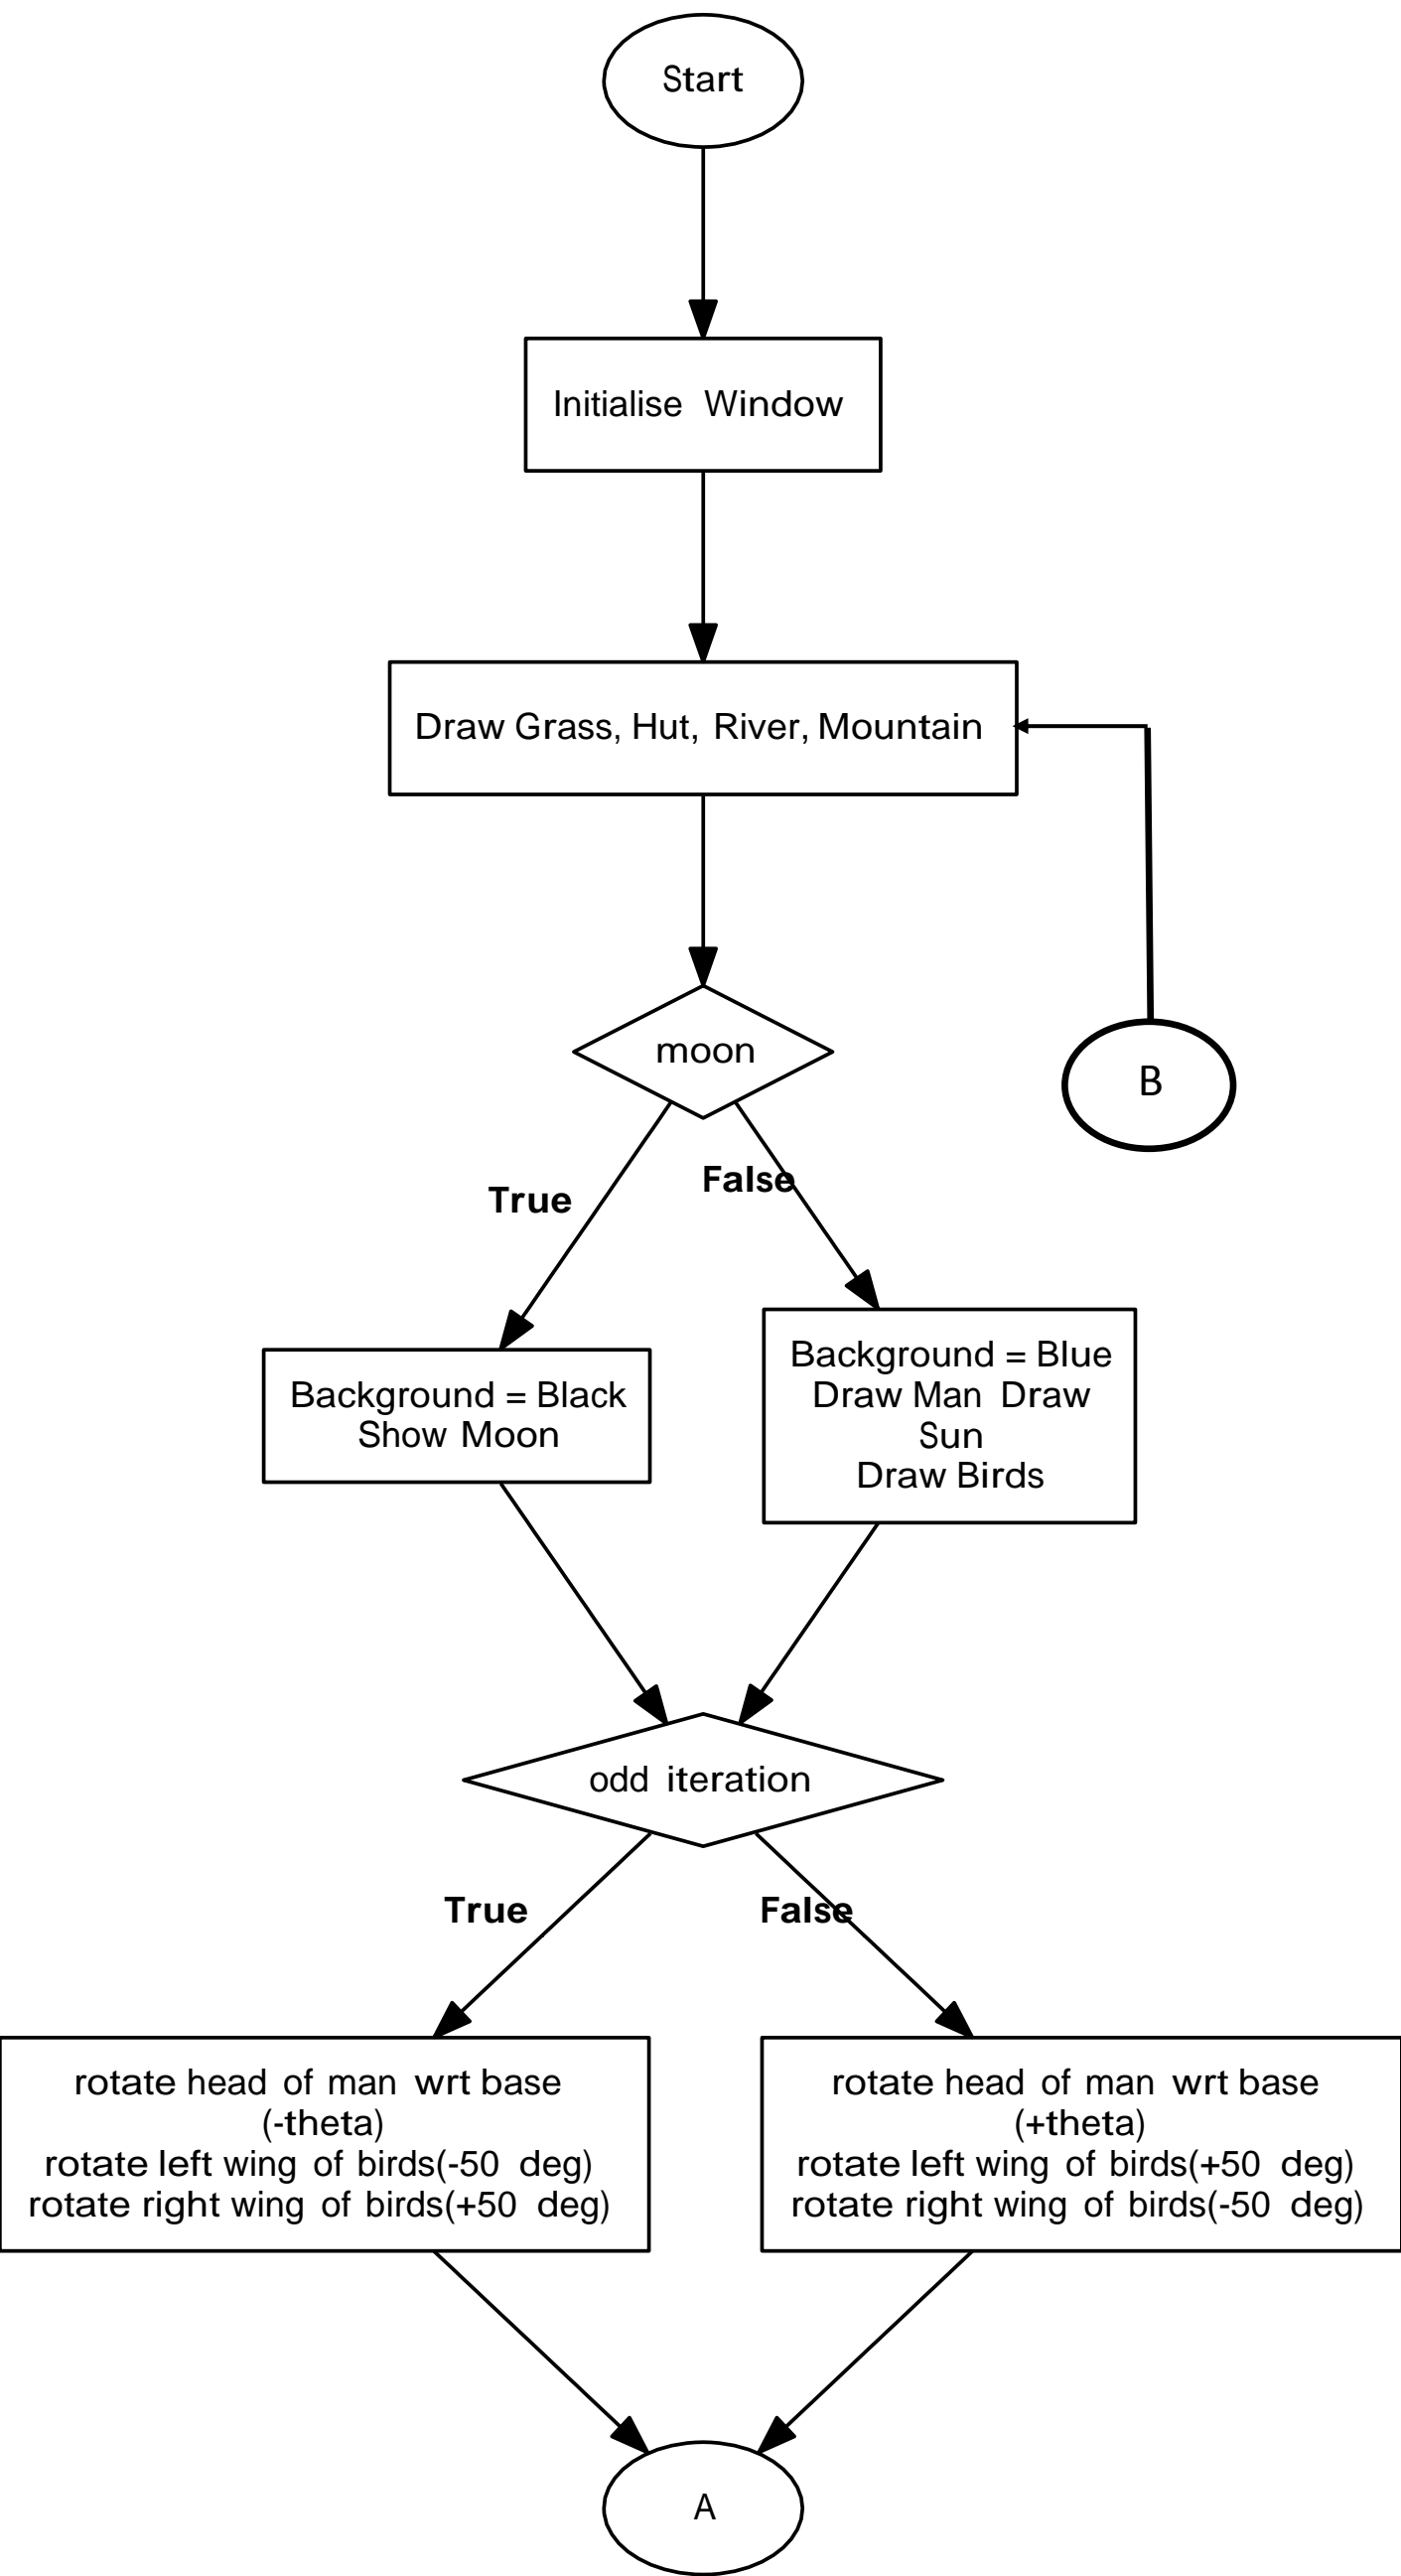 Start
Initialise Window
Draw Grass, Hut, River, Mountain
moon
B
True
False
Background = Black
Show Moon
Background = Blue
Draw Man Draw
Sun
Draw Birds
odd iteration
True
False
rotate head of man wrt base
(-theta)
rotate left wing of birds(-50 deg)
rotate right wing of birds(+50 deg)
rotate head of man wrt base
(+theta)
rotate left wing of birds(+50 deg)
rotate right wing of birds(-50 deg)
A